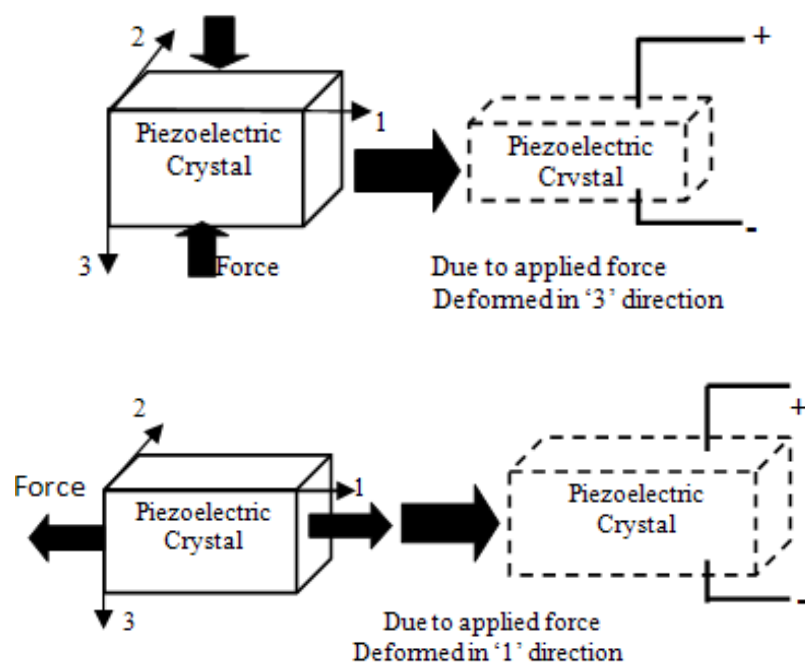 2
1
Piezoelectric
Crystal
3
Force
+
Piezoelectric
Crvstal
-
Due to applied force
Deformed in ‘3’ direction
2
Force
1
Piezoelectric
Crystal
3
+
Piezoelectric
Crystal
-
Due to applied force
Deformed in ‘1’ direction